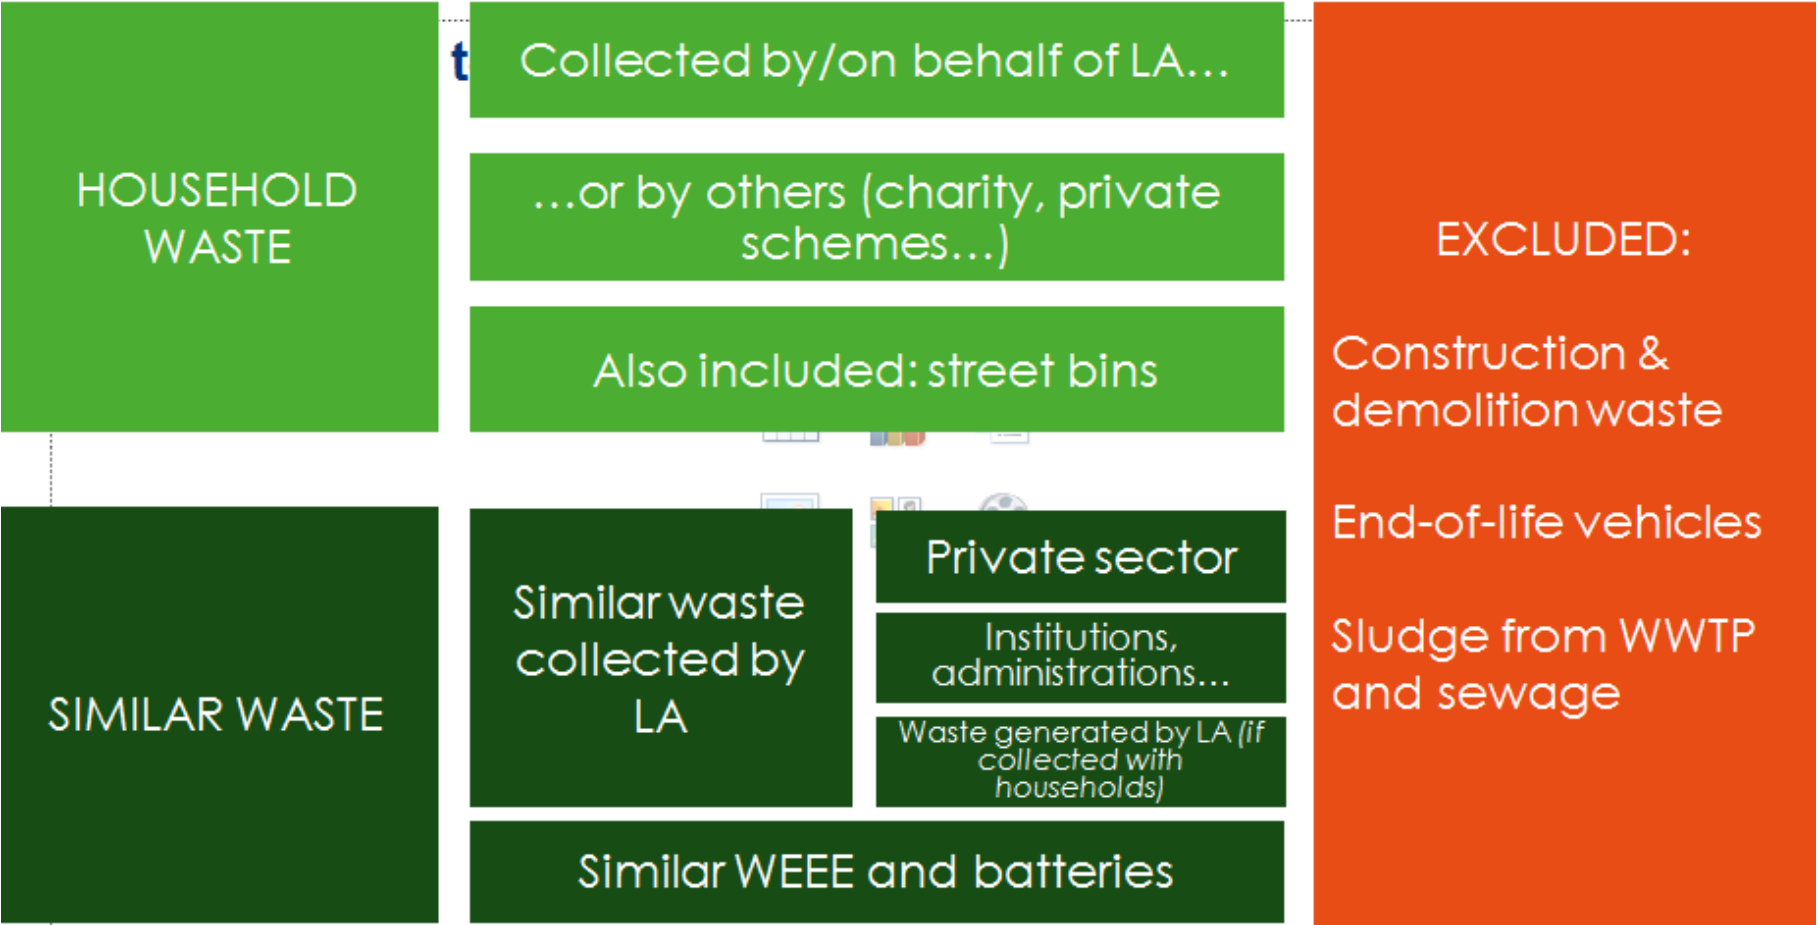 HOUSEHOLD
WASTE
t
Collected by/on behalf of LA...
...or by others (charity, private
schemes...)
Also included: street bins
SIMILAR WASTE
Similar waste
collected by
LA
Private sector
Institutions,
administrations...
Waste generated by LA (if
collected with
households)
Similar WEEE and batteries
EXCLUDED:
Construction &
demolition waste
End-of-life vehicles
Sludge from WWTP
and sewage